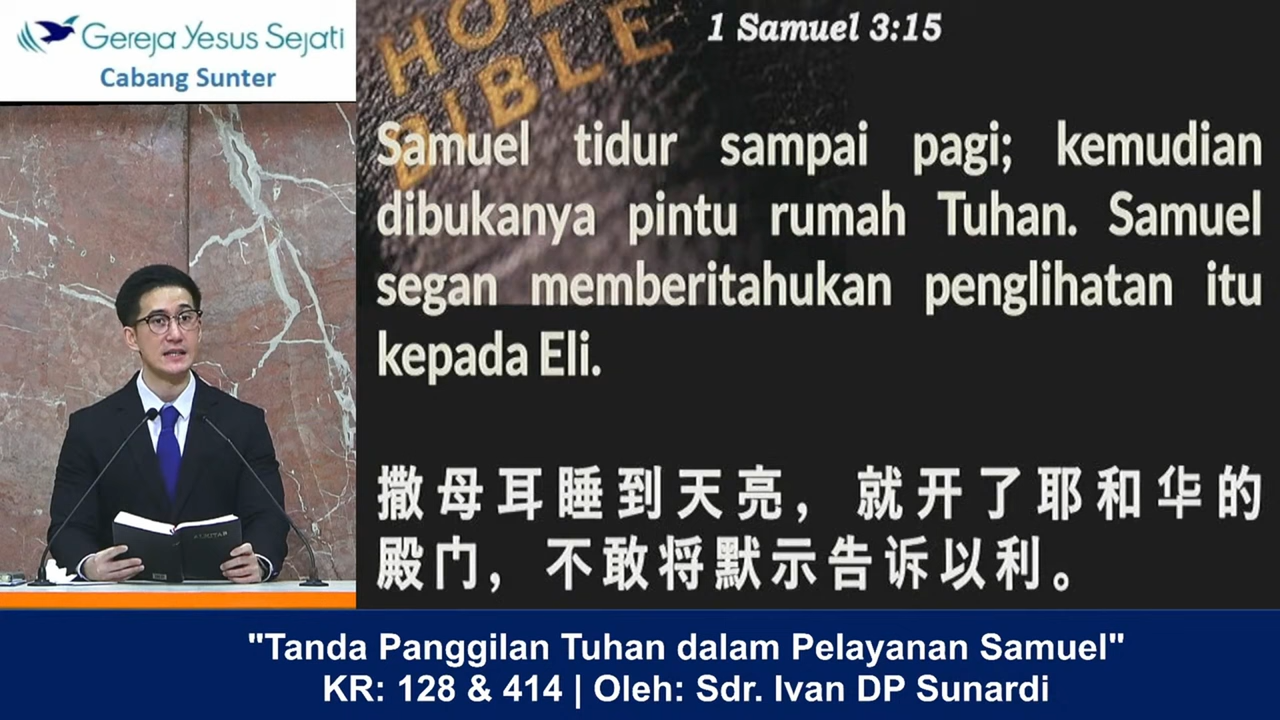 Gereja Yesus Sejati
Cabang Sunter
HOLY
BIBLE
1 Samuel 3:15
Samuel tidur sampai pagi; kemudian
dibukanya pintu rumah Tuhan. Samuel
segan memberitahukan penglihatan itu
kepada Eli.
撒母耳睡到天亮，就开了耶和华的
殿门，不敢将默示告诉以利。
ALKITAB
"Tanda Panggilan Tuhan dalam Pelayanan Samuel"
KR: 128 & 414 | Oleh: Sdr. Ivan DP Sunardi